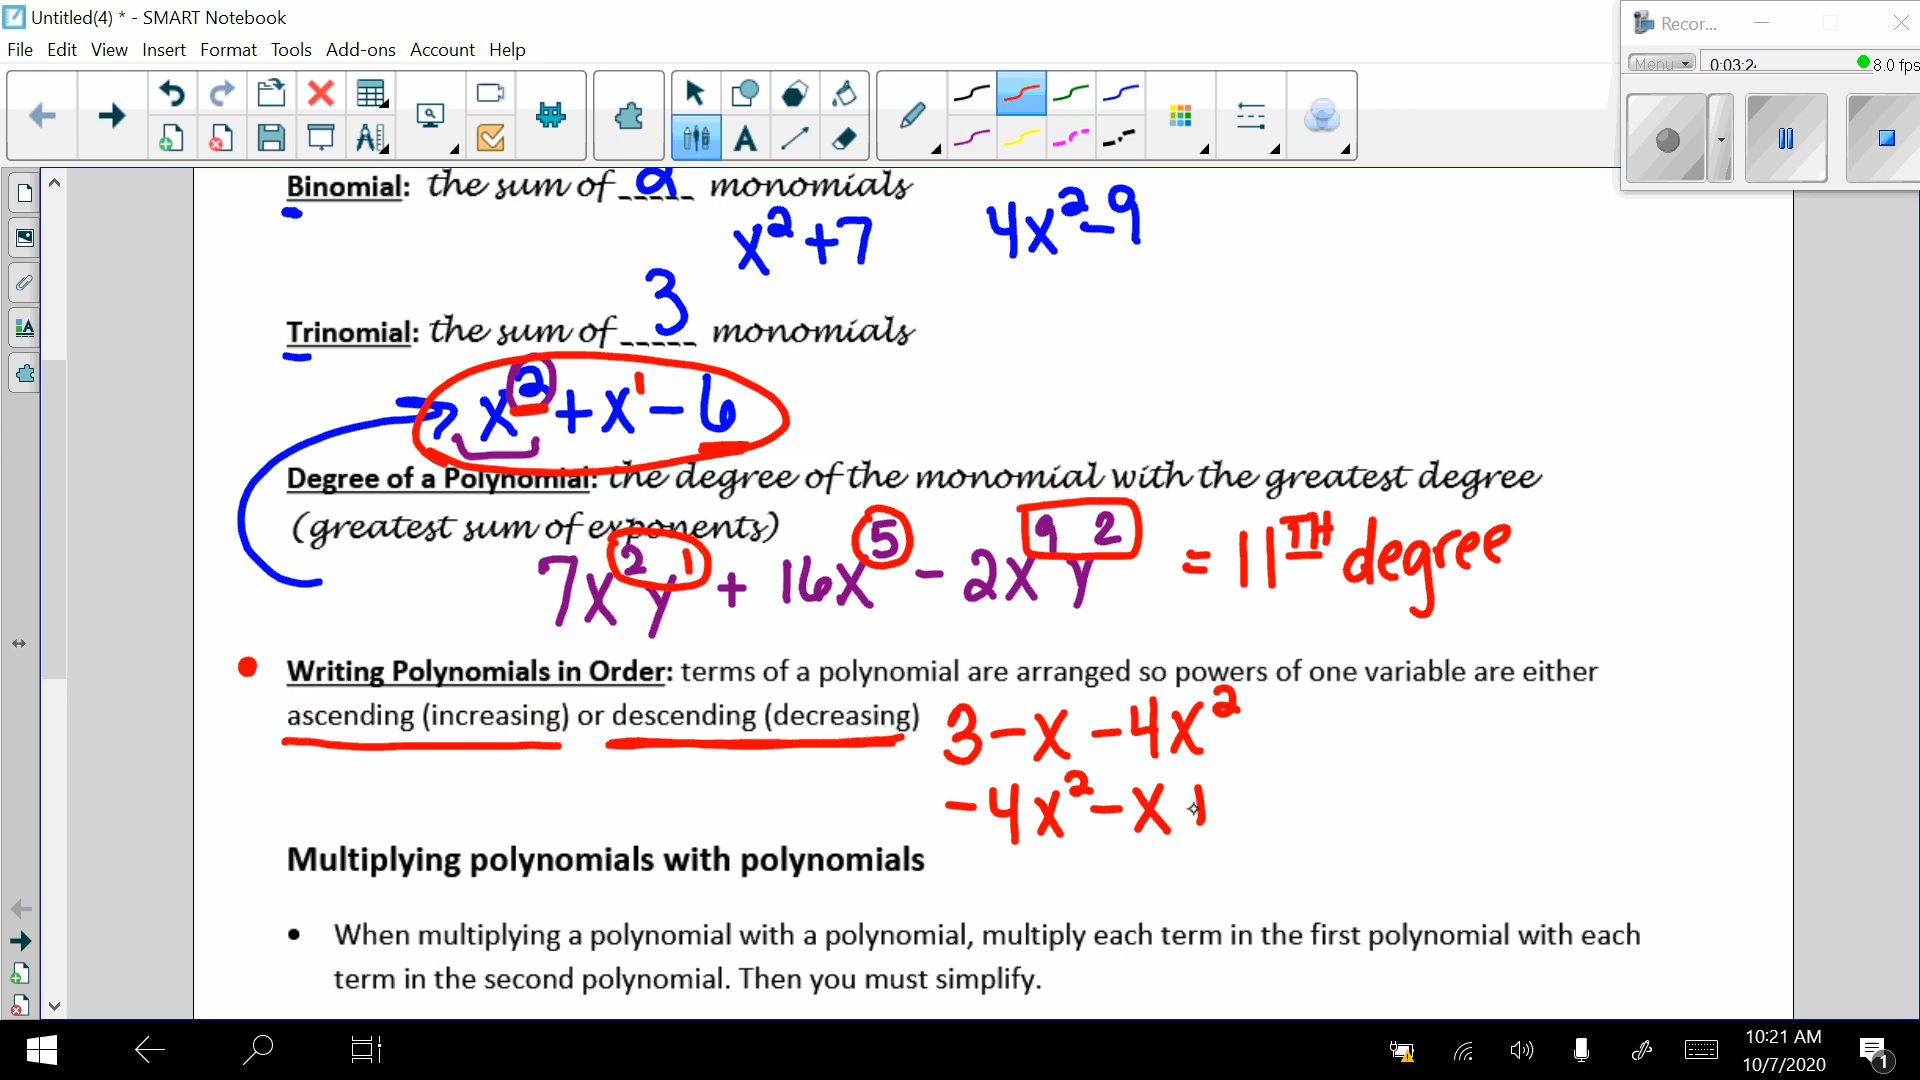 Untitled(4) * - SMART Notebook
Recor...
File Edit View Insert Format Tools Add-ons Account Help
Menu 0:03:24 8.0 fps
Binomial: the sum of 2 monomials
x² + 7 4x² - 9
Trinomial: the sum of 3 monomials
x² + x¹ - 6
Degree of a Polynomial: the degree of the monomial with the greatest degree
(greatest sum of exponents)
7x²y¹ + 16x⁵ - 2x⁹y² = 11TH degree
Writing Polynomials in Order: terms of a polynomial are arranged so powers of one variable are either
ascending (increasing) or descending (decreasing)
3 - x - 4x²
-4x² - x
Multiplying polynomials with polynomials
• When multiplying a polynomial with a polynomial, multiply each term in the first polynomial with each
term in the second polynomial. Then you must simplify.
10:21 AM
10/7/2020
1